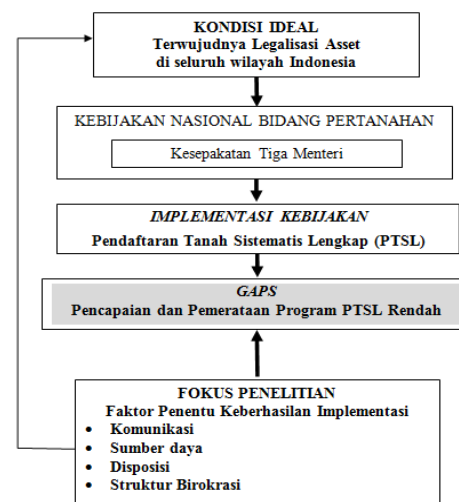 KONDISI IDEAL
Terwujudnya Legalisasi Asset
di seluruh wilayah Indonesia
KEBIJAKAN NASIONAL BIDANG PERTANAHAN
Kesepakatan Tiga Menteri
IMPLEMENTASI KEBIJAKAN
Pendaftaran Tanah Sistematis Lengkap (PTSL)
GAPS
Pencapaian dan Pemerataan Program PTSL Rendah
FOKUS PENELITIAN
Faktor Penentu Keberhasilan Implementasi
• Komunikasi
• Sumber daya
• Disposisi
• Struktur Birokrasi